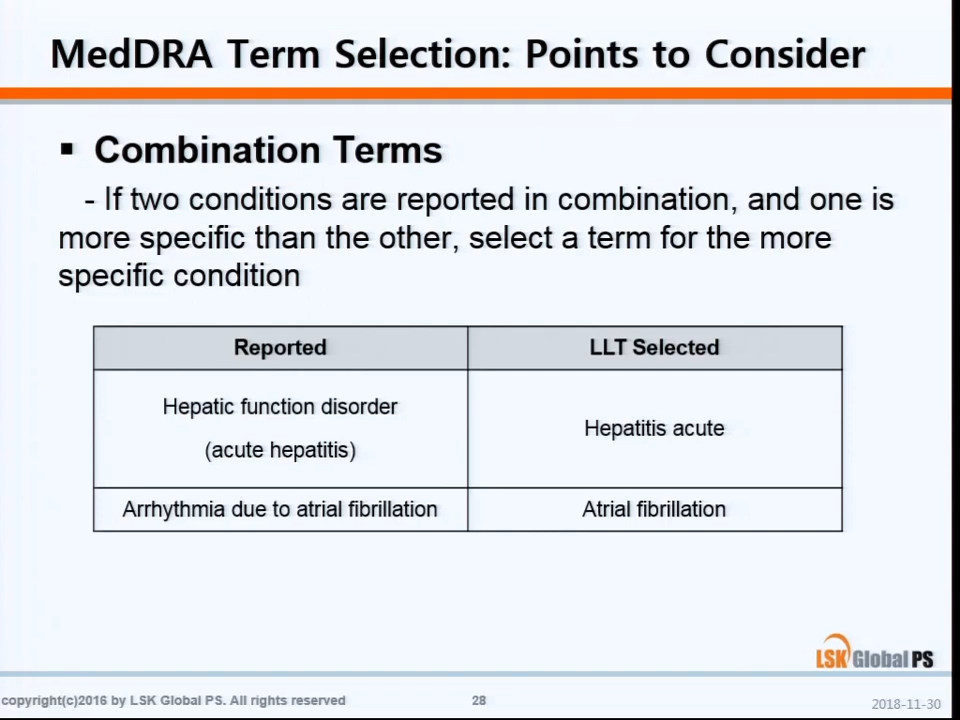 MedDRA Term Selection: Points to Consider
▪ Combination Terms
- If two conditions are reported in combination, and one is
more specific than the other, select a term for the more
specific condition
Reported
LLT Selected
Hepatic function disorder
(acute hepatitis)
Hepatitis acute
Arrhythmia due to atrial fibrillation
Atrial fibrillation
LSK Global PS
copyright(c)2016 by LSK Global PS. All rights reserved
28
2018-11-30